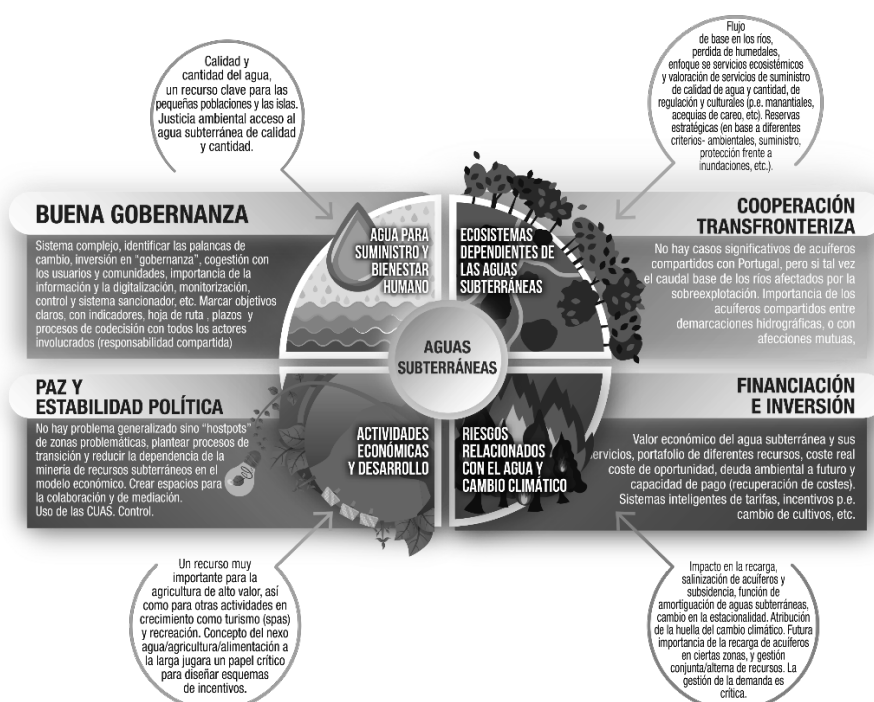 Calidad y
cantidad del agua,
un recurso clave para las
pequeñas poblaciones y las islas.
Justicia ambiental acceso al
agua subterránea de calidad
y cantidad.
Flujo
de base en los ríos,
perdida de humedales,
enfoque se servicios ecosistémicos
y valoración de servicios de suministro
de calidad de agua y cantidad, de
regulación y culturales (p.e. manantiales,
acequias de careo, etc). Reservas
estratégicas (en base a diferentes
criterios- ambientales, suministro,
protección frente a
inundaciones, etc.).
BUENA GOBERNANZA
Sistema complejo, identificar las palancas de
cambio, inversión en “gobernanza”, cogestión con
los usuarios y comunidades, importancia de la
información y la digitalización, monitorización,
control y sistema sancionador, etc. Marcar objetivos
claros, con indicadores, hoja de ruta , plazos y
procesos de codecisión con todos los actores
involucrados (responsabilidad compartida)
AGUA PARA
SUMINISTRO Y
BIENESTAR
HUMANO
ECOSISTEMAS
DEPENDIENTES DE
LAS AGUAS
SUBTERRÁNEAS
COOPERACIÓN
TRANSFRONTERIZA
No hay casos significativos de acuíferos
compartidos con Portugal, pero si tal vez
el caudal base de los ríos afectados por la
sobreexplotación. Importancia de los
acuíferos compartidos entre
demarcaciones hidrográficas, o con
afecciones mutuas,
AGUAS
SUBTERRÁNEAS
PAZ Y
ESTABILIDAD POLÍTICA
No hay problema generalizado sino “hostpots”
de zonas problemáticas, plantear procesos de
transición y reducir la dependencia de la
minería de recursos subterráneos en el
modelo económico. Crear espacios para
la colaboración y de mediación.
Uso de las CUAS. Control.
ACTIVIDADES
ECONÓMICAS
Y DESARROLLO
RIESGOS
RELACIONADOS
CON EL AGUA Y
CAMBIO CLIMÁTICO
FINANCIACIÓN
E INVERSIÓN
Valor económico del agua subterránea y sus
servicios, portafolio de diferentes recursos, coste real
coste de oportunidad, deuda ambiental a futuro y
capacidad de pago (recuperación de costes).
Sistemas inteligentes de tarifas, incentivos p.e.
cambio de cultivos, etc.
Un recurso muy
importante para la
agricultura de alto valor, así
como para otras actividades en
crecimiento como turismo (spas)
y recreación. Concepto del nexo
agua/agricultura/alimentación a
la larga jugara un papel crítico
para diseñar esquemas
de incentivos.
Impacto en la recarga,
salinización de acuíferos y
subsidencia, función de
amortiguación de aguas subterráneas,
cambio en la estacionalidad. Atribución
de la huella del cambio climático. Futura
importancia de la recarga de acuíferos
en ciertas zonas, y gestión
conjunta/alterna de recursos. La
gestión de la demanda es
crítica.